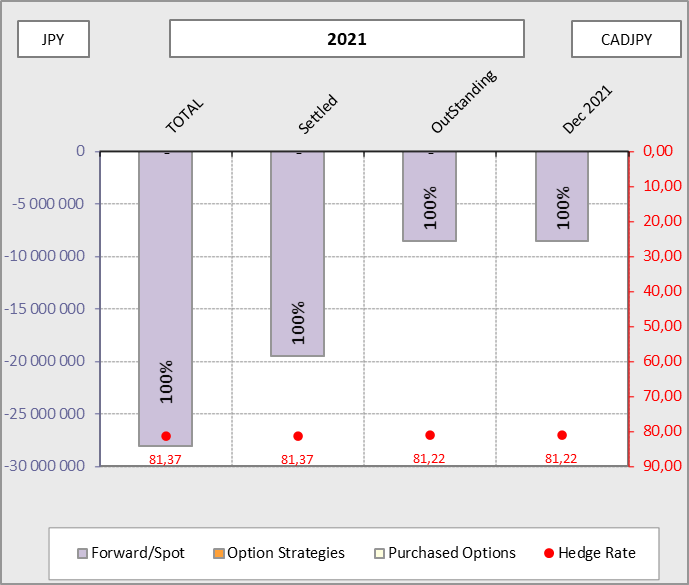 JPY
2021
CADJPY
TOTAL
Settled
OutStanding
Dec 2021
0
-5 000 000
-10 000 000
-15 000 000
-20 000 000
-25 000 000
-30 000 000
0,00
10,00
20,00
30,00
40,00
50,00
60,00
70,00
80,00
90,00
100%
100%
100%
100%
81,37
81,37
81,22
81,22
Forward/Spot
Option Strategies
Purchased Options
Hedge Rate